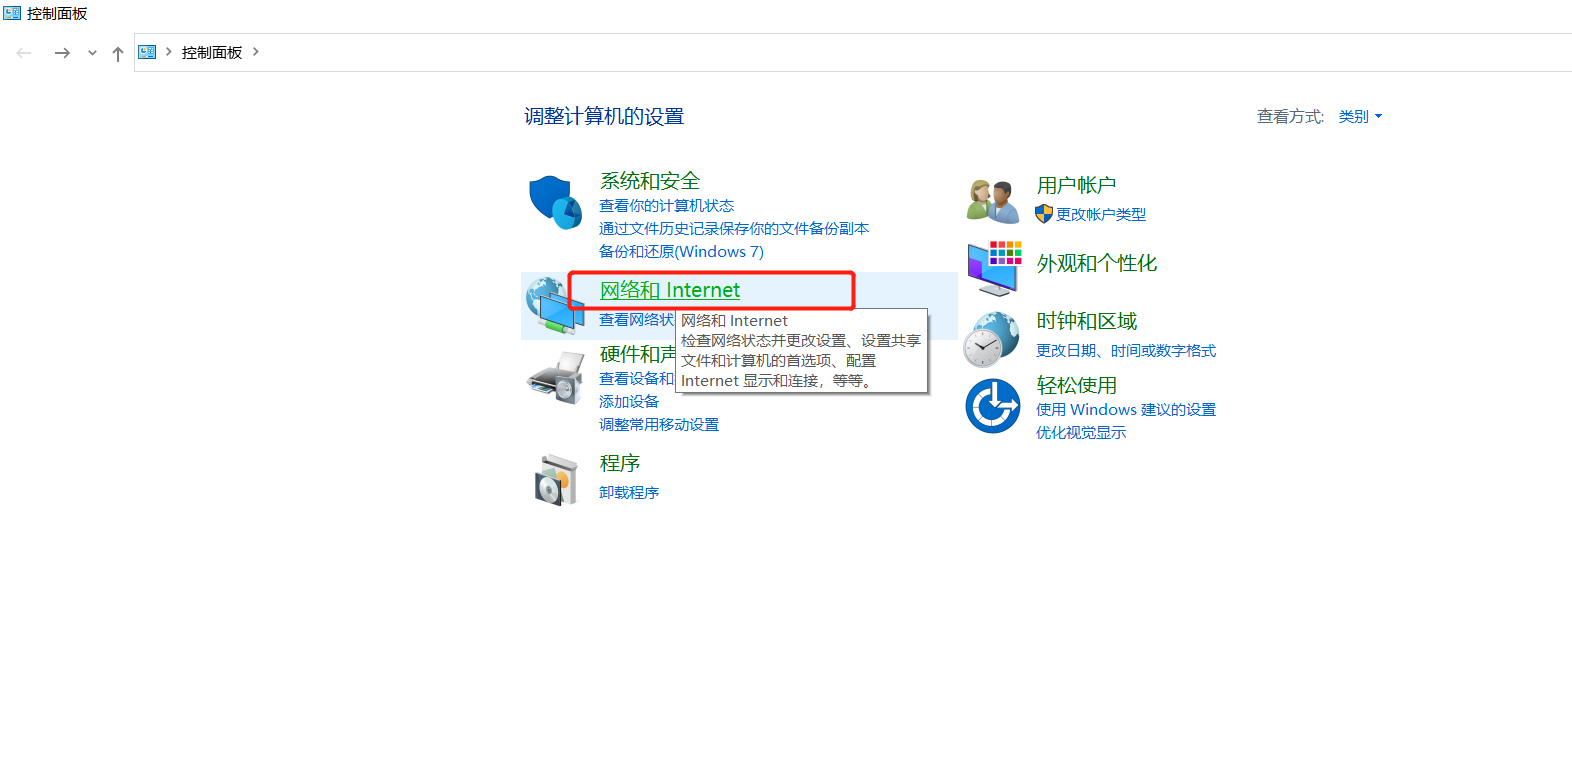 控制面板
控制面板
调整计算机的设置
查看方式: 类别
系统和安全
查看你的计算机状态
通过文件历史记录保存你的文件备份副本
备份和还原(Windows 7)
网络和 Internet
查看网络状
网络和 Internet
检查网络状态并更改设置、设置共享
文件和计算机的首选项、配置
Internet 显示和连接，等等。
硬件和声
查看设备和
添加设备
调整常用移动设置
程序
卸载程序
用户帐户
更改帐户类型
外观和个性化
时钟和区域
更改日期、时间或数字格式
轻松使用
使用 Windows 建议的设置
优化视觉显示